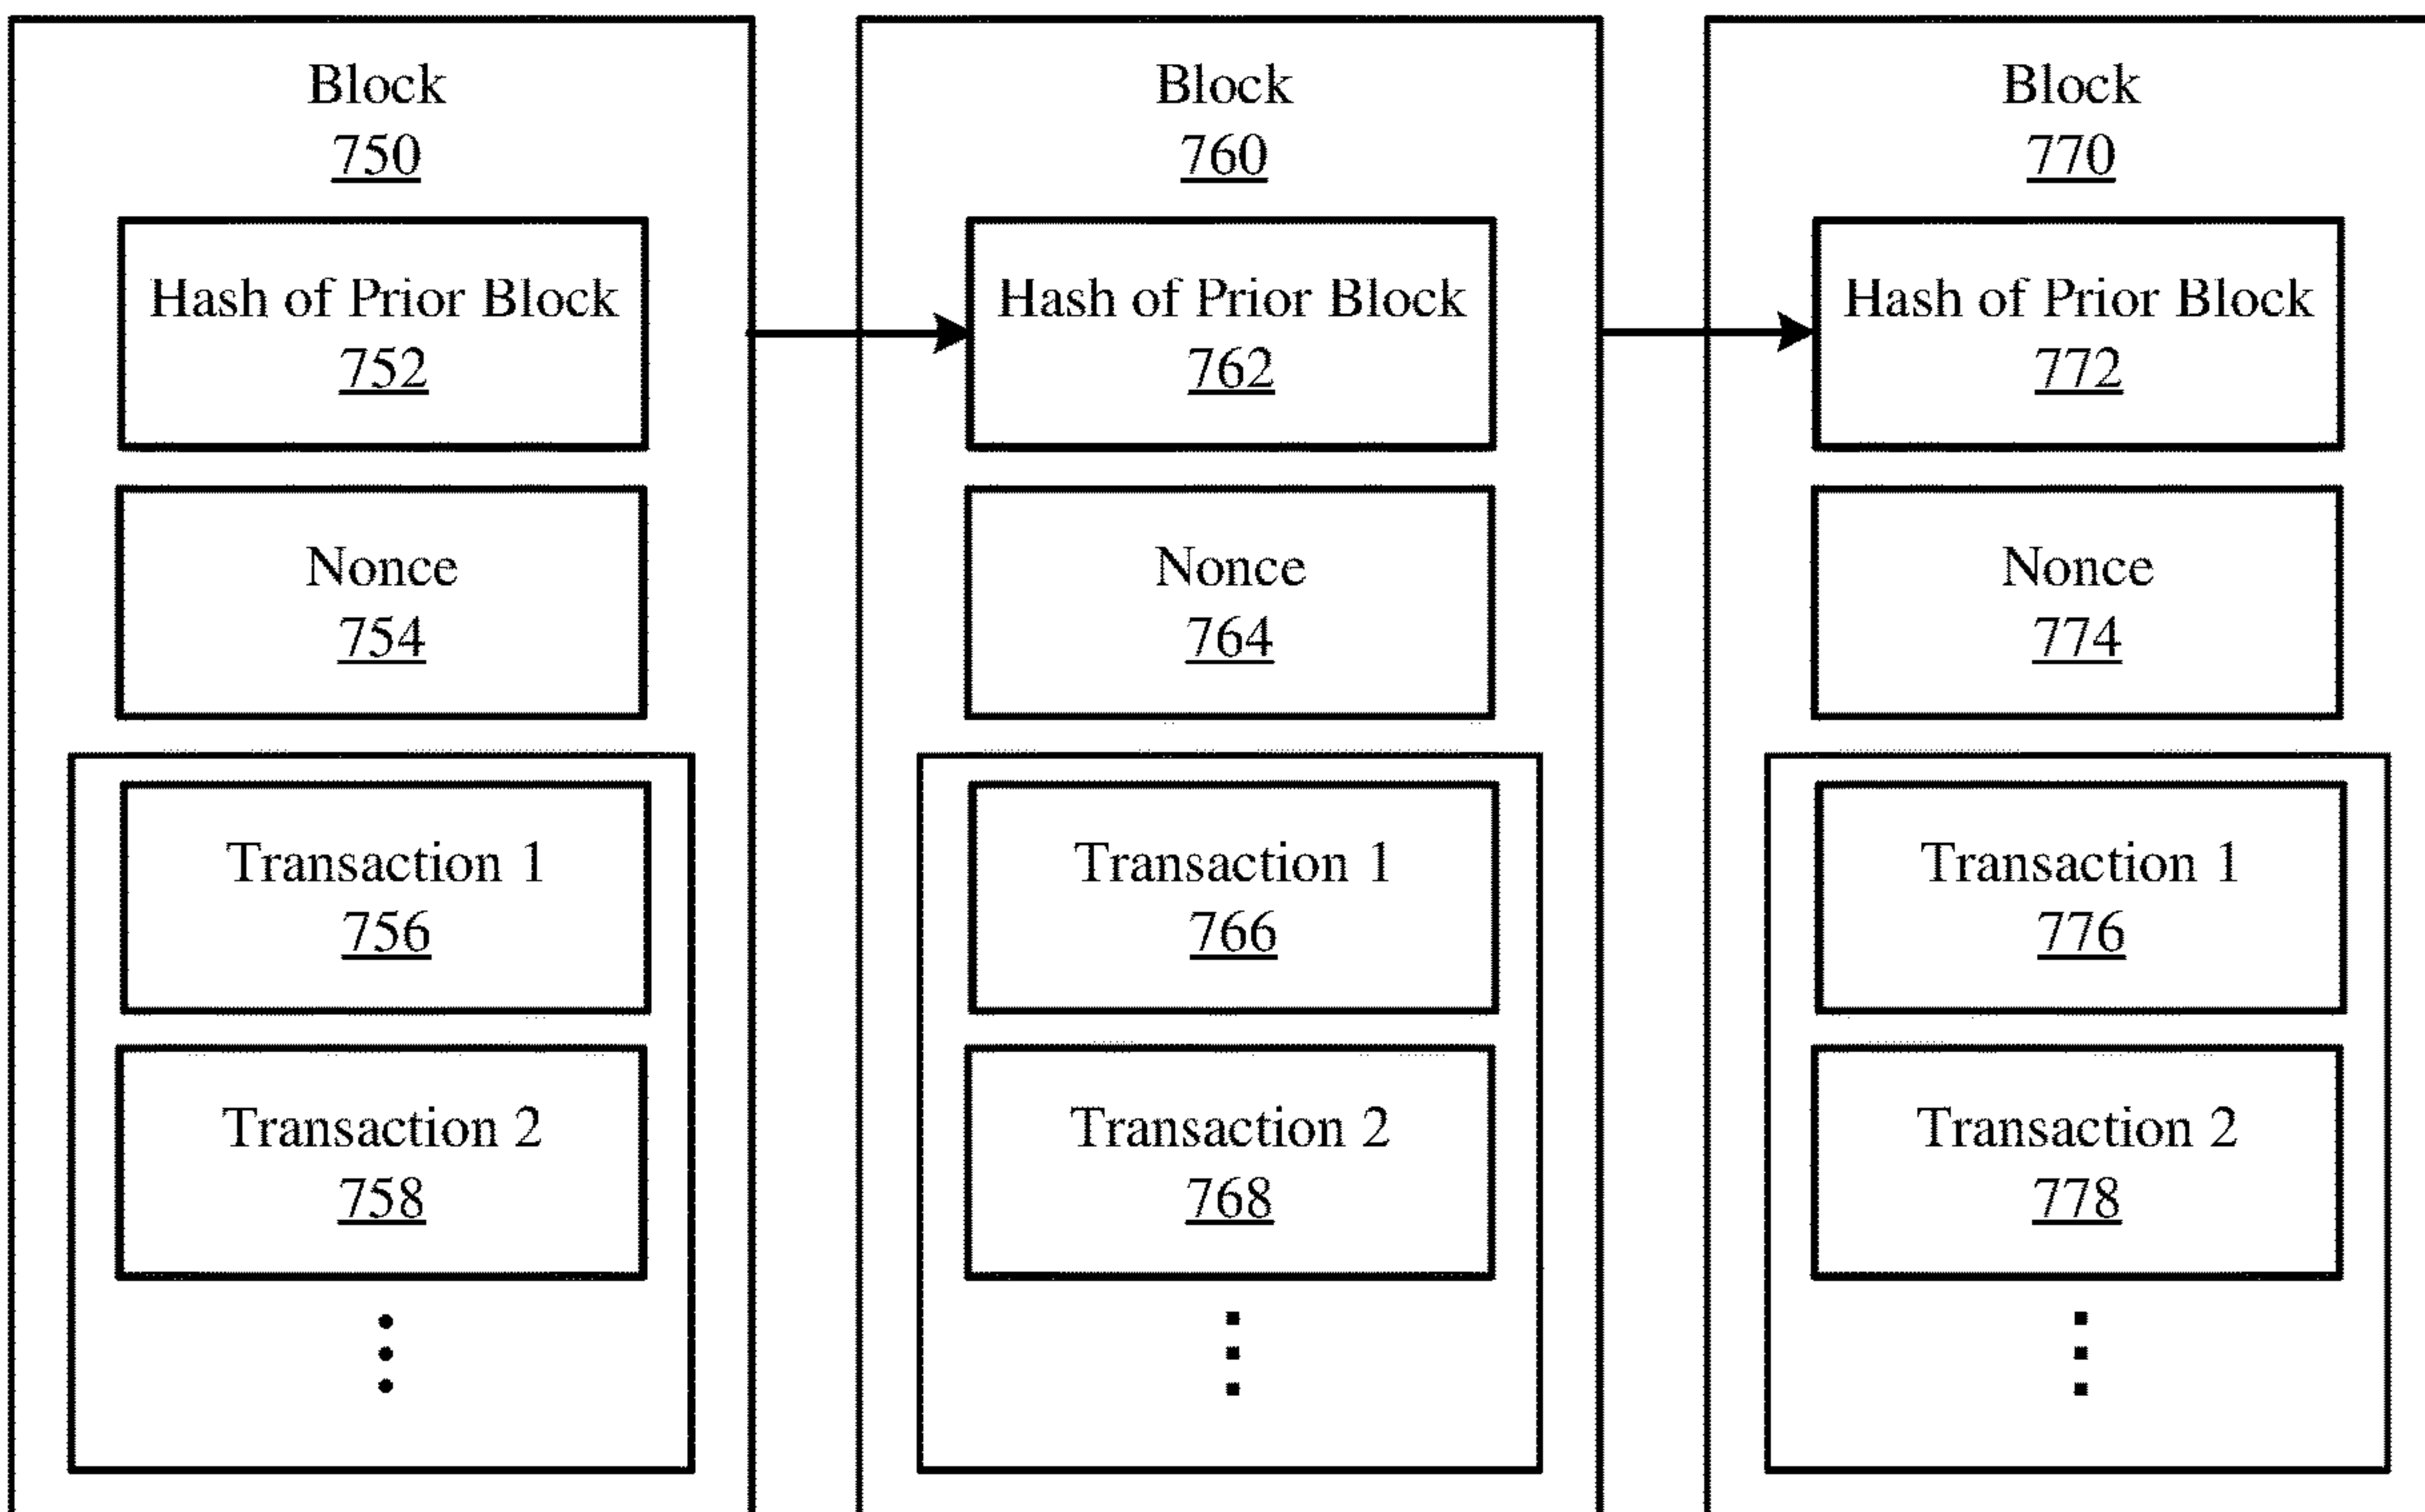 Block
750
Hash of Prior Block
752
Nonce
754
Transaction 1
756
Transaction 2
758
Block
760
Hash of Prior Block
762
Nonce
764
Transaction 1
766
Transaction 2
768
Block
770
Hash of Prior Block
772
Nonce
774
Transaction 1
776
Transaction 2
778